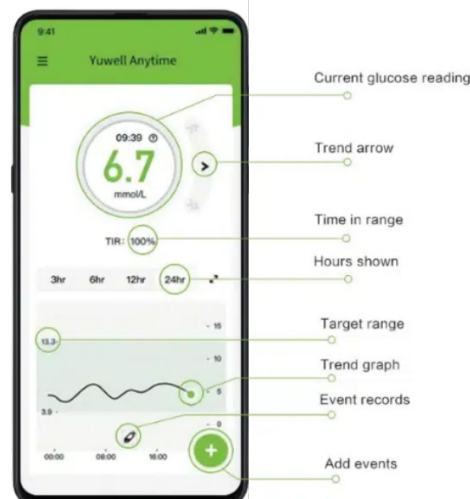 9:41
Yuwell Anytime
Current glucose reading
09:39
6.7
mmol/L
Trend arrow
TIR: 100%
Time in range
3hr 6hr 12hr 24hr
Hours shown
- 15
13.3-
Target range
- 10
Trend graph
- 5
3.9 -
Event records
- 0
00:00 08:00 16:00
+
Add events